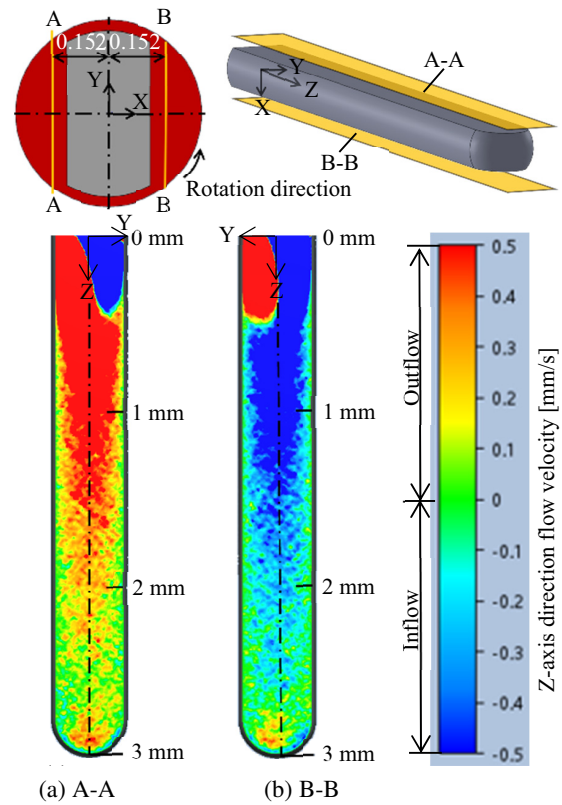 A
B
0.152
0.152
Y
X
A
B
Rotation direction
Y
Z
X
A-A
B-B
Y
0 mm
Z
1 mm
2 mm
3 mm
Y
0 mm
Z
1 mm
2 mm
3 mm
Outflow
Inflow
0.5
0.4
0.3
0.2
0.1
0
-0.1
-0.2
-0.3
-0.4
-0.5
Z-axis direction flow velocity [mm/s]
(a) A-A
(b) B-B